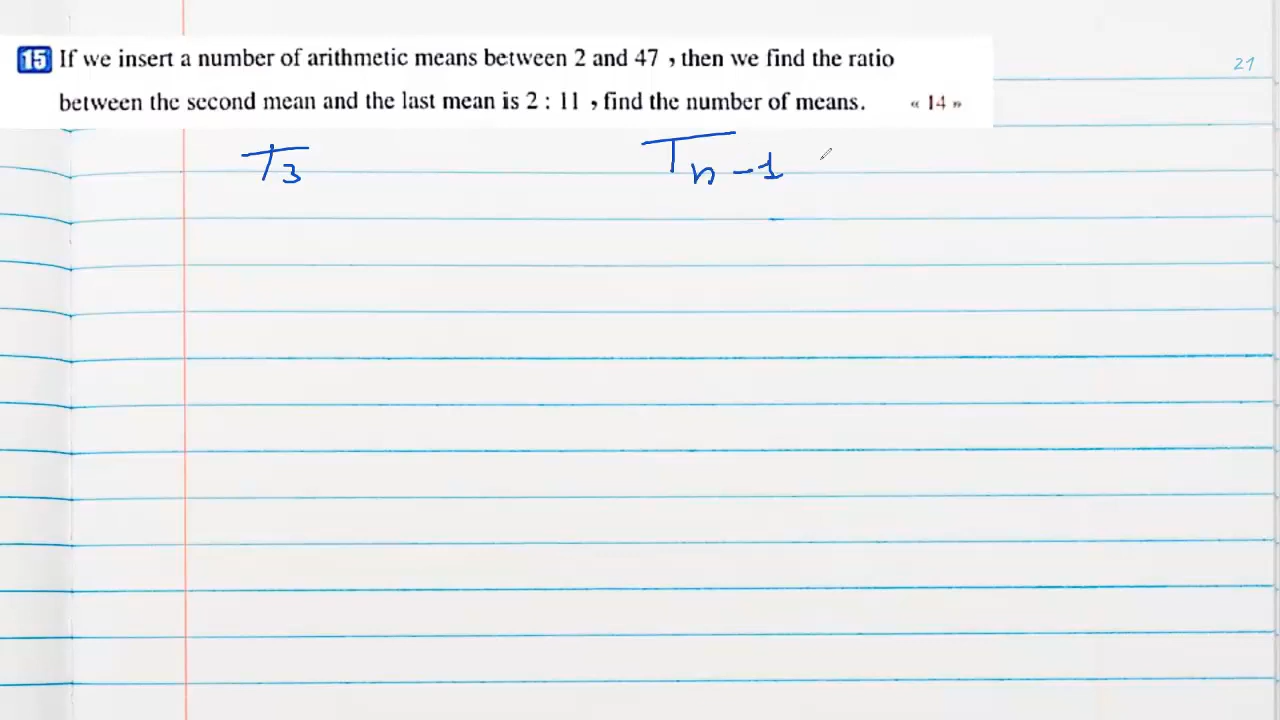 15 If we insert a number of arithmetic means between 2 and 47 , then we find the ratio
between the second mean and the last mean is 2 : 11 , find the number of means. « 14 »
21
T₃ Tₙ₋₁